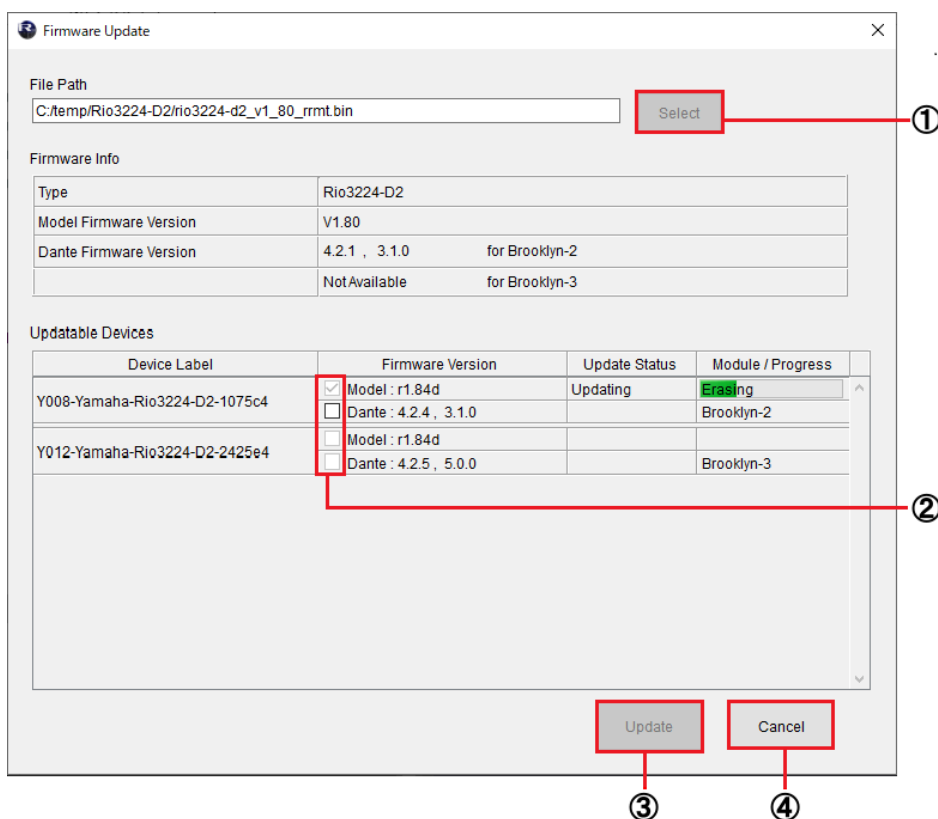 Firmware Update
File Path
C:/temp/Rio3224-D2/rio3224-d2_v1_80_rrmt.bin
Select
①
Firmware Info
Type Rio3224-D2
Model Firmware Version V1.80
Dante Firmware Version 4.2.1 , 3.1.0 for Brooklyn-2
Not Available for Brooklyn-3
Updatable Devices
Device Label Firmware Version Update Status Module / Progress
Y008-Yamaha-Rio3224-D2-1075c4
Model : r1.84d Updating Erasing
Dante : 4.2.4 , 3.1.0 Brooklyn-2
Y012-Yamaha-Rio3224-D2-2425e4
Model : r1.84d
Dante : 4.2.5 , 5.0.0 Brooklyn-3
②
Update Cancel
③ ④